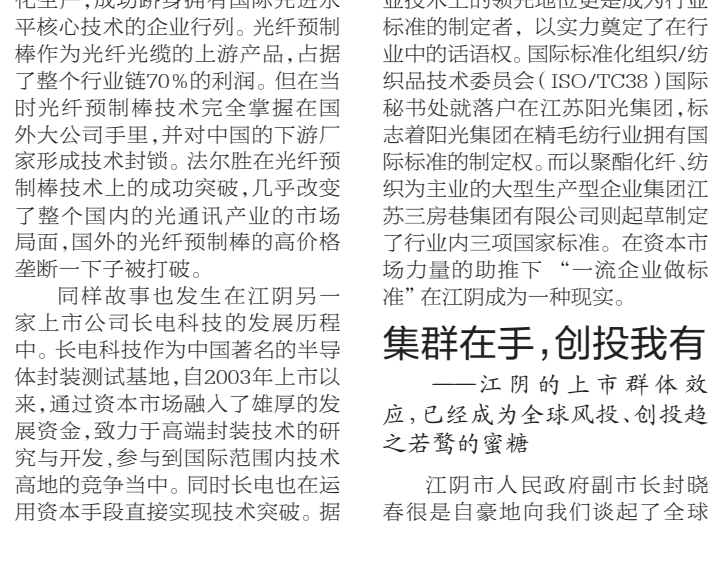 化生产,成功跻身拥有国际先进水
平核心技术的企业行列。光纤预制
棒作为光纤光缆的上游产品,占据
了整个行业链70%的利润。但在当
时光纤预制棒技术完全掌握在国
外大公司手里,并对中国的下游厂
家形成技术封锁。法尔胜在光纤预
制棒技术上的成功突破,几乎改变
了整个国内的光通讯产业的市场
局面,国外的光纤预制棒的高价格
垄断一下子被打破。
同样故事也发生在江阴另一
家上市公司长电科技的发展历程
中。长电科技作为中国著名的半导
体封装测试基地,自2003年上市以
来,通过资本市场融入了雄厚的发
展资金,致力于高端封装技术的研
究与开发,参与到国际范围内技术
高地的竞争当中。同时长电也在运
用资本手段直接实现技术突破。据
业技术上的领先地位更是成为行业
标准的制定者，以实力奠定了在行
业中的话语权。国际标准化组织/纺
织品技术委员会(ISO/TC38)国际
秘书处就落户在江苏阳光集团,标
志着阳光集团在精毛纺行业拥有国
际标准的制定权。而以聚酯化纤、纺
织为主业的大型生产型企业集团江
苏三房巷集团有限公司则起草制定
了行业内三项国家标准。在资本市
场力量的助推下 “一流企业做标
准”在江阴成为一种现实。
集群在手,创投我有
——江阴的上市群体效
应,已经成为全球风投、创投趋
之若鹜的蜜糖
江阴市人民政府副市长封晓
春很是自豪地向我们谈起了全球